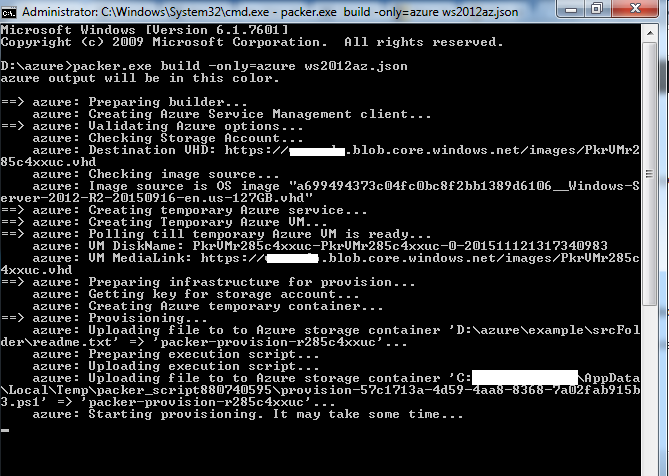 Administrator: C:\Windows\System32\cmd.exe - packer.exe build -only=azure ws2012az.json
Microsoft Windows [Version 6.1.7601]
Copyright (c) 2009 Microsoft Corporation. All rights reserved.
D:\azure>packer.exe build -only=azure ws2012az.json
azure output will be in this color.
==> azure: Preparing builder...
azure: Creating Azure Service Management client...
==> azure: Validating Azure options...
azure: Checking Storage Account...
azure: Destination VHD: https://.blob.core.windows.net/images/PkrVMr2
85c4xxuc.vhd
azure: Checking image source...
azure: Image source is OS image "a699494373c04fc0bc8f2bb1389d6106__Windows-S
erver-2012-R2-20150916-en.us-127GB.vhd"
==> azure: Creating temporary Azure service...
==> azure: Creating Temporary Azure VM...
==> azure: Polling till temporary Azure VM is ready...
azure: VM DiskName: PkrVMr285c4xxuc-PkrVMr285c4xxuc-0-201511121317340983
azure: VM MediaLink: https://.blob.core.windows.net/images/PkrVMr285c
4xxuc.vhd
==> azure: Preparing infrastructure for provision...
azure: Getting key for storage account...
azure: Creating Azure temporary container...
==> azure: Provisioning...
azure: Uploading file to to Azure storage container 'D:\azure\example\srcFol
der\readme.txt' => 'packer-provision-r285c4xxuc'...
azure: Preparing execution script...
azure: Uploading execution script...
azure: Uploading file to to Azure storage container 'C:\AppData
\Local\Temp\packer_script880740595\provision-57c1713a-4d59-4aa8-8368-7a02fab915b
3.ps1' => 'packer-provision-r285c4xxuc'...
azure: Starting provisioning. It may take some time...